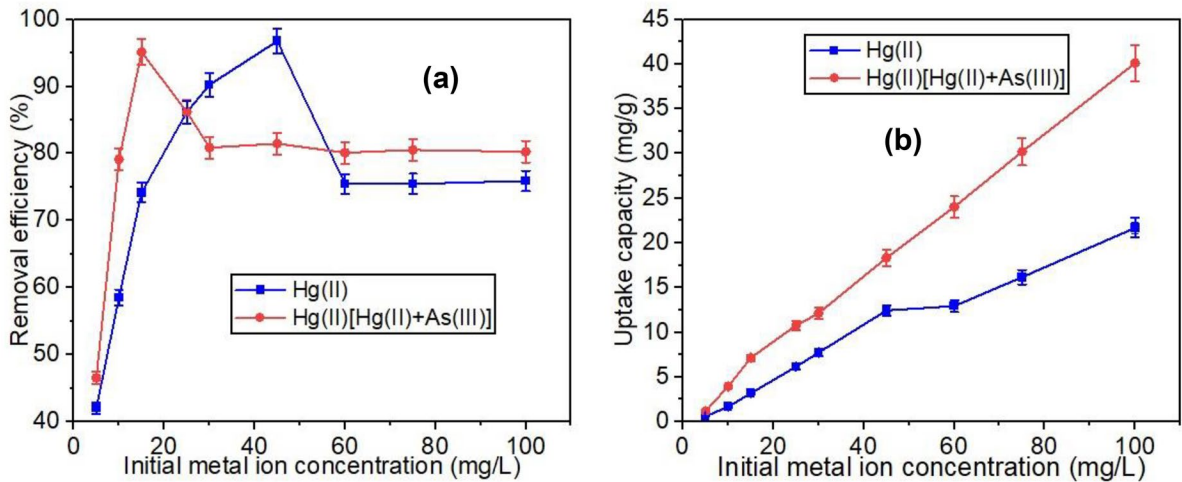 100
90
80
70
60
50
40
Removal efficiency (%)
(a)
Hg(II)
Hg(II)[Hg(II)+As(III)]
0 20 40 60 80 100
Initial metal ion concentration (mg/L)
45
40
35
30
25
20
15
10
5
0
Uptake capacity (mg/g)
Hg(II)
Hg(II)[Hg(II)+As(III)]
(b)
0 20 40 60 80 100
Initial metal ion concentration (mg/L)